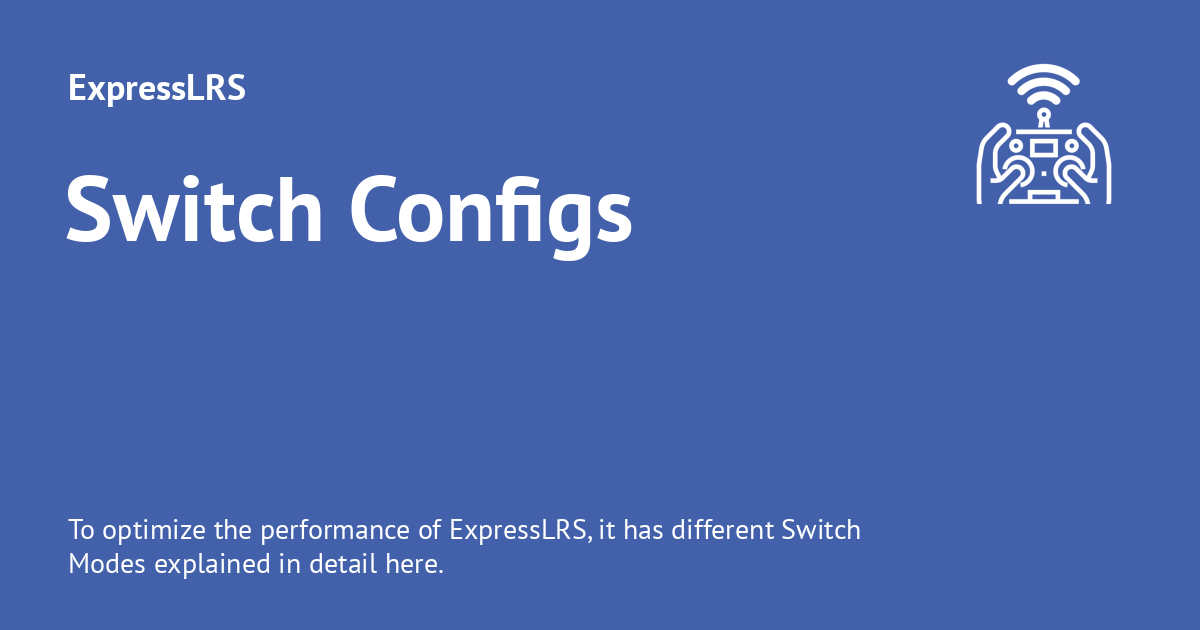 ExpressLRS
Switch Configs
To optimize the performance of ExpressLRS, it has different Switch
Modes explained in detail here.